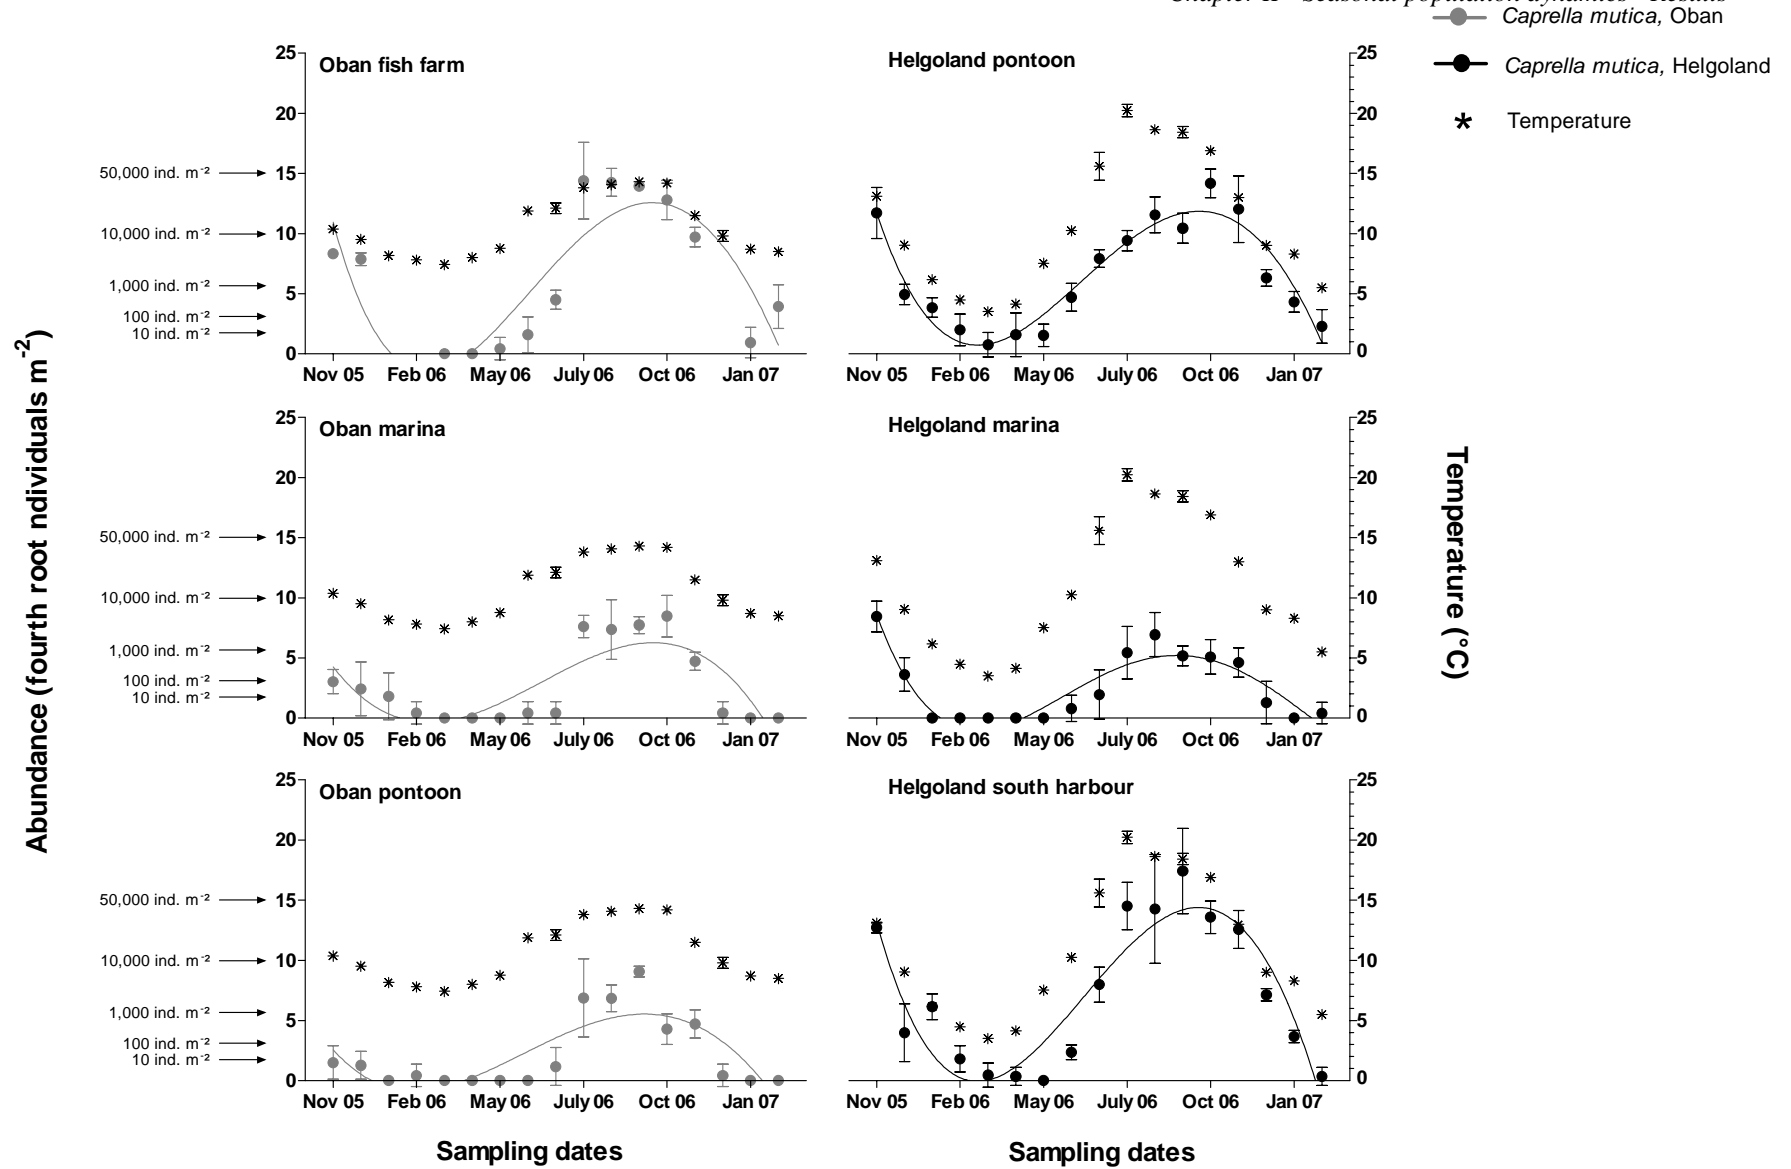 Chapter II - Seasonal population dynamics - Results
Caprella mutica, Oban
Caprella mutica, Helgoland
* Temperature
Abundance (fourth root ndividuals m-2)
Temperature (°C)
Oban fish farm
25
20
50,000 ind. m-2 15
10,000 ind. m-2 10
1,000 ind. m-2 5
100 ind. m-2
10 ind. m-2
0
Nov 05 Feb 06 May 06 July 06 Oct 06 Jan 07
Helgoland pontoon
25
20
15
10
5
0
Nov 05 Feb 06 May 06 July 06 Oct 06 Jan 07
Oban marina
25
20
50,000 ind. m-2 15
10,000 ind. m-2 10
1,000 ind. m-2 5
100 ind. m-2
10 ind. m-2
0
Nov 05 Feb 06 May 06 July 06 Oct 06 Jan 07
Helgoland marina
25
20
15
10
5
0
Nov 05 Feb 06 May 06 July 06 Oct 06 Jan 07
Oban pontoon
25
20
50,000 ind. m-2 15
10,000 ind. m-2 10
1,000 ind. m-2 5
100 ind. m-2
10 ind. m-2
0
Nov 05 Feb 06 May 06 July 06 Oct 06 Jan 07
Helgoland south harbour
25
20
15
10
5
0
Nov 05 Feb 06 May 06 July 06 Oct 06 Jan 07
Sampling dates
Sampling dates